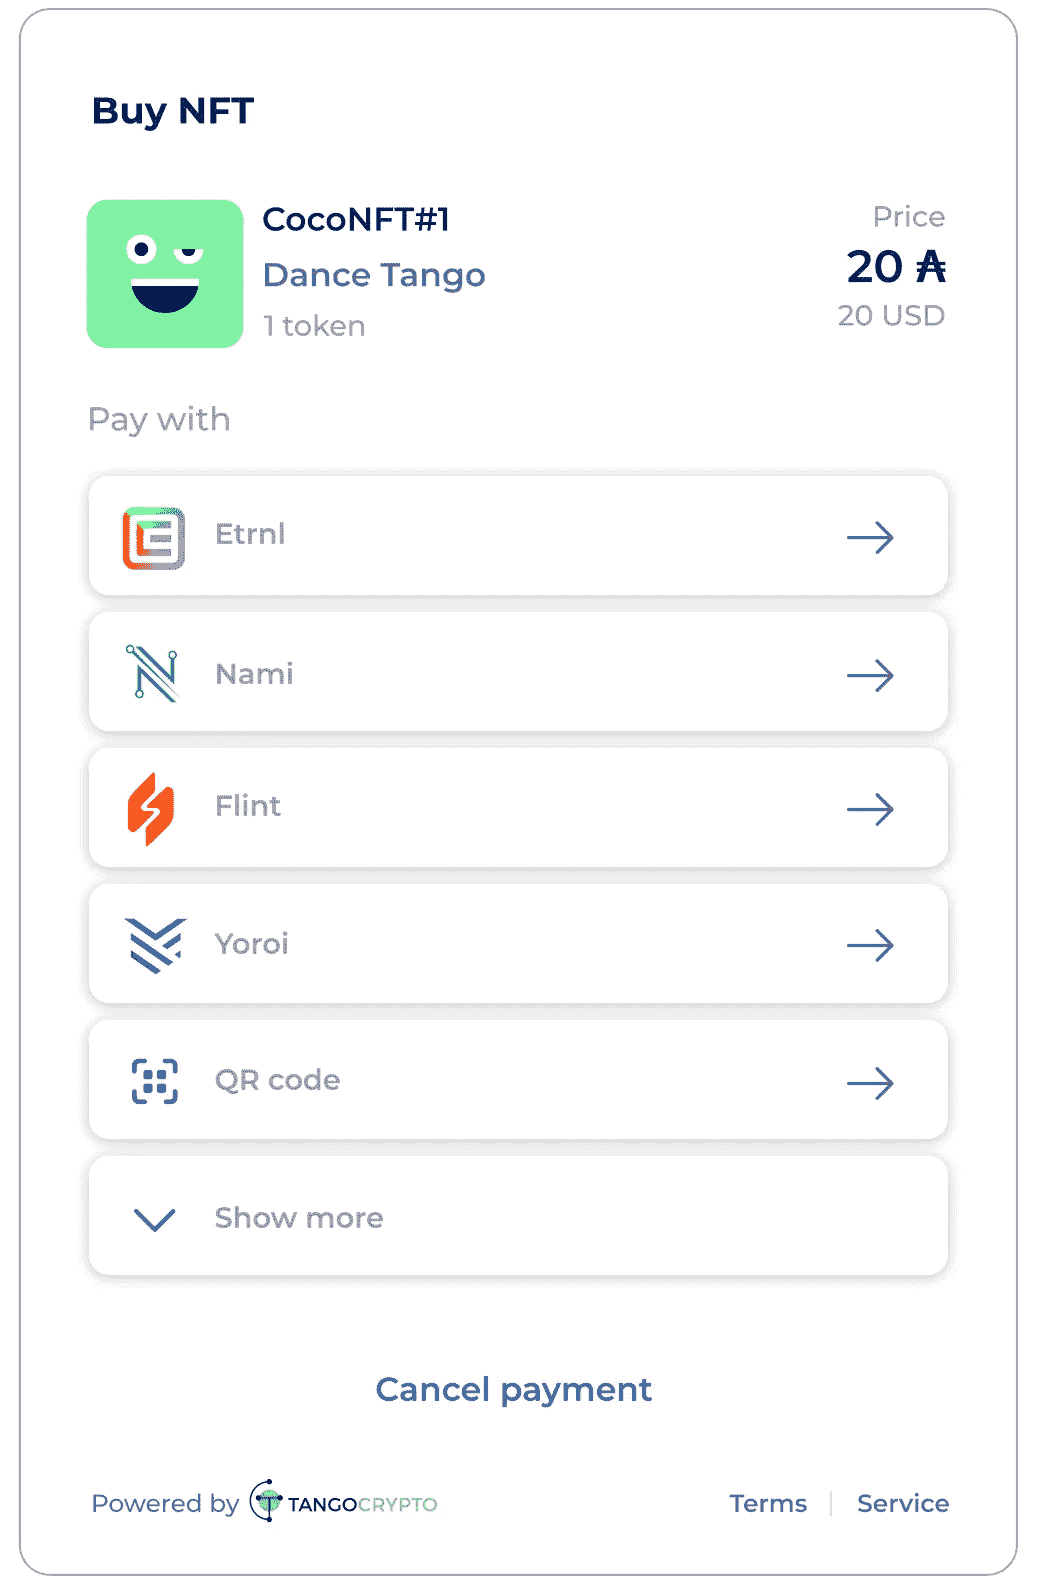 Buy NFT
CocoNFT#1
Dance Tango
1 token
Price
20 ₳
20 USD
Pay with
Etrnl
Nami
Flint
Yoroi
QR code
Show more
Cancel payment
Powered by TANGOCRYPTO
Terms | Service